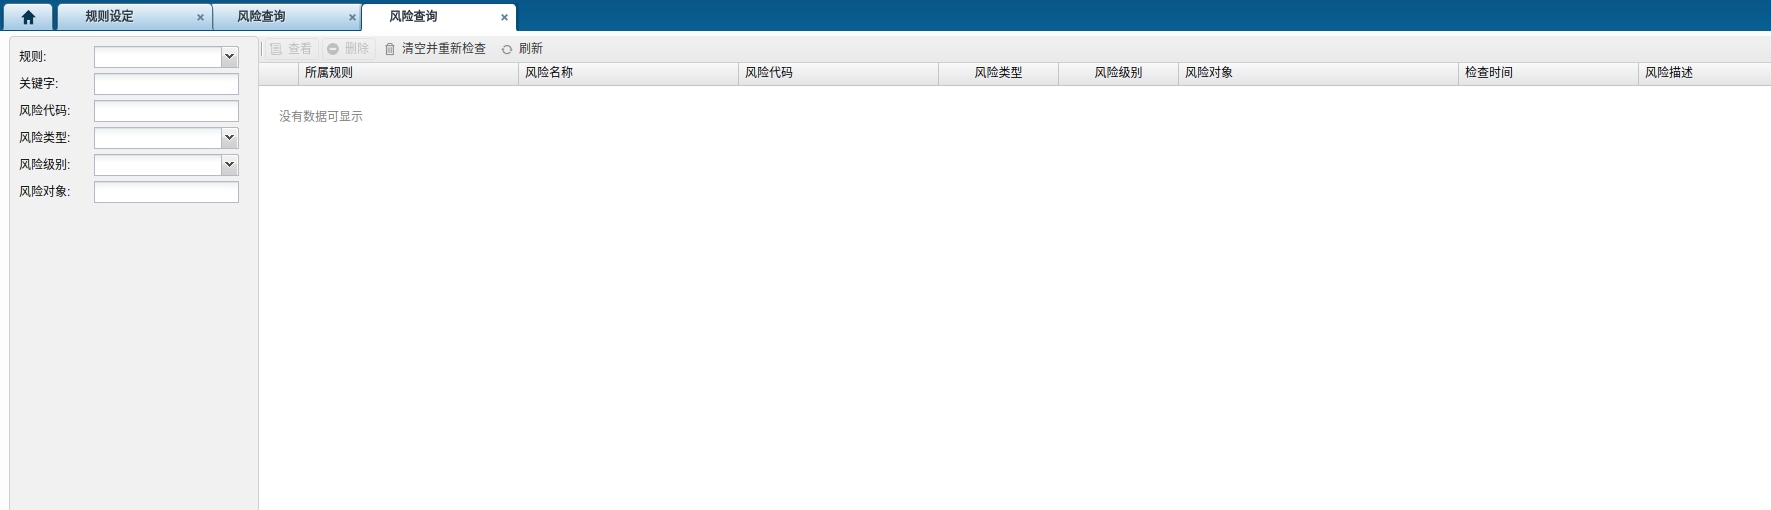 规则设定 风险查询 风险查询
规则:
关键字:
风险代码:
风险类型:
风险级别:
风险对象:
查看 删除 清空并重新检查 刷新
所属规则 风险名称 风险代码 风险类型 风险级别 风险对象 检查时间 风险描述
没有数据可显示